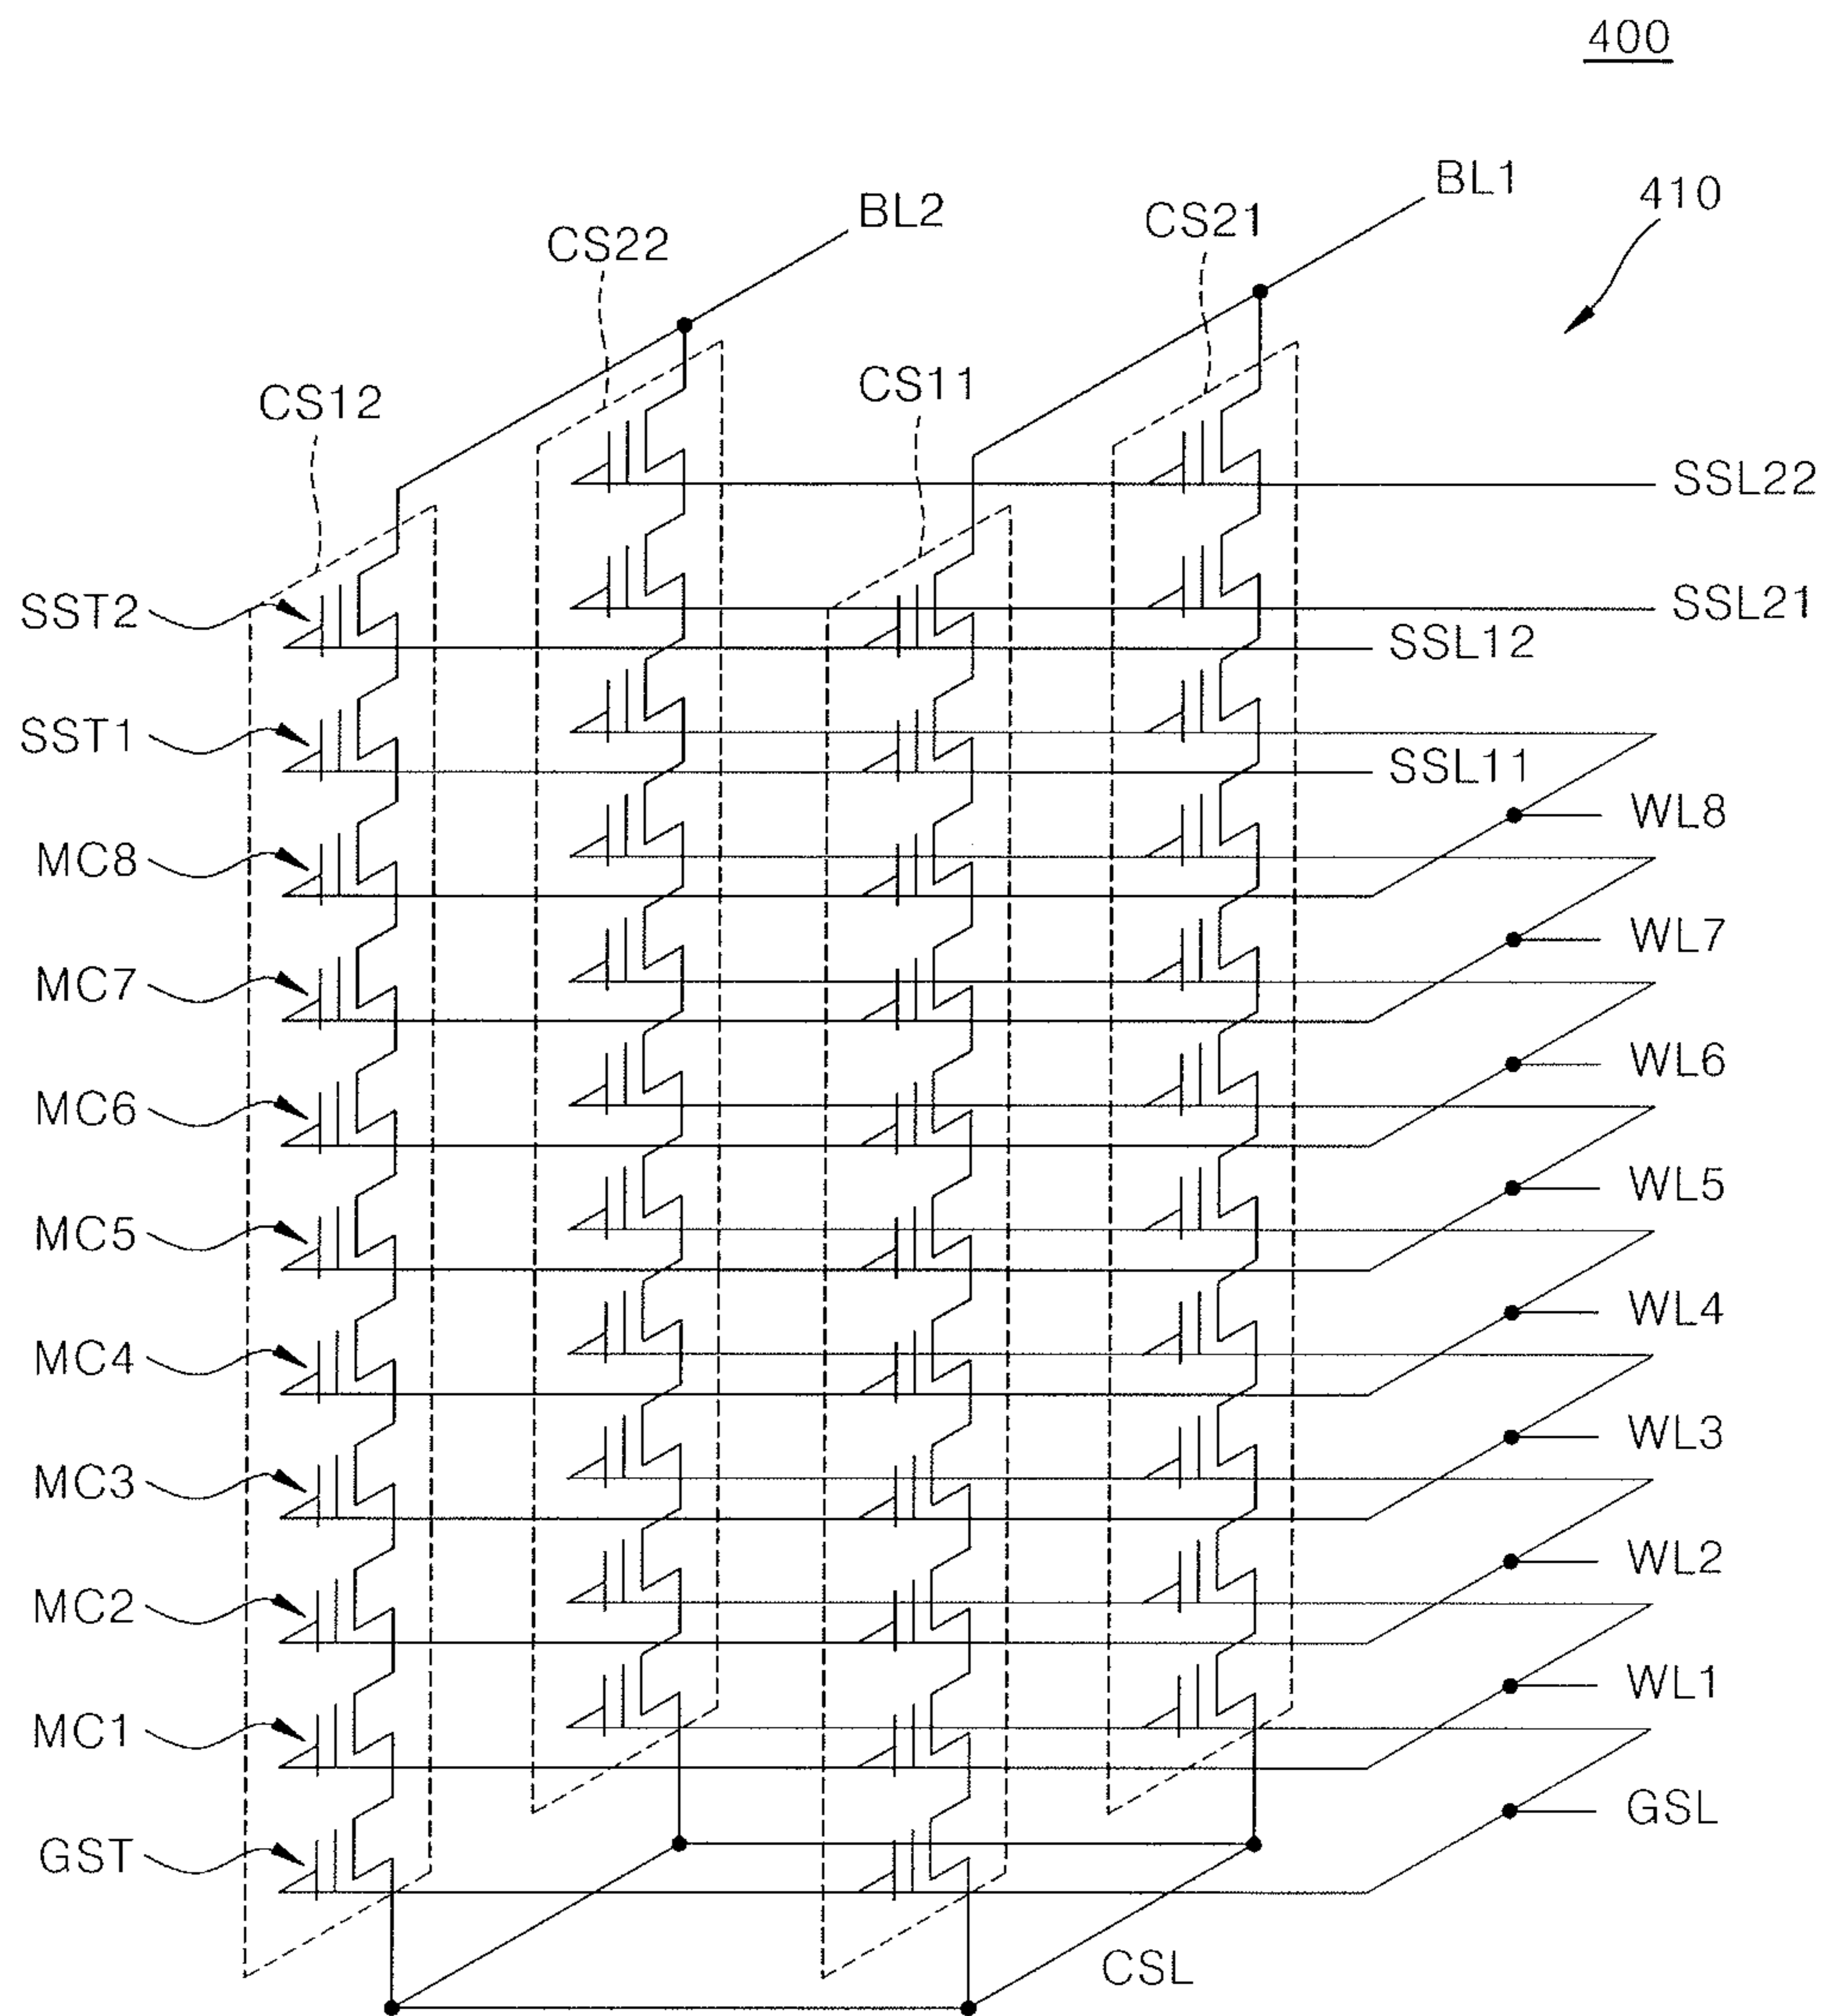 400
BL1
410
BL2
CS21
CS22
CS11
CS12
SSL22
SST2
SSL21
SSL12
SST1
SSL11
WL8
MC8
WL7
MC7
WL6
MC6
WL5
MC5
WL4
MC4
WL3
MC3
WL2
MC2
WL1
MC1
GSL
GST
CSL